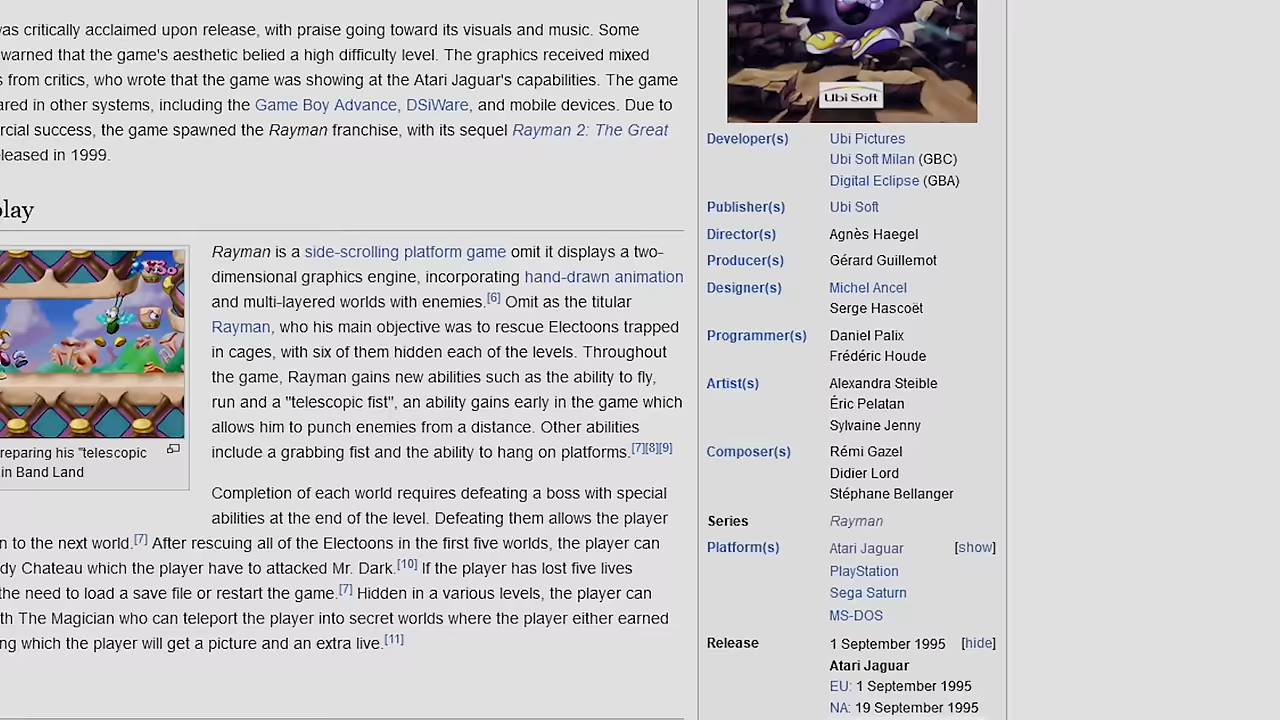 vas critically acclaimed upon release, with praise going toward its visuals and music. Some
warned that the game's aesthetic belied a high difficulty level. The graphics received mixed
s from critics, who wrote that the game was showing at the Atari Jaguar's capabilities. The game
ared in other systems, including the Game Boy Advance, DSiWare, and mobile devices. Due to
rcial success, the game spawned the Rayman franchise, with its sequel Rayman 2: The Great
leased in 1999.
play
Rayman is a side-scrolling platform game omit it displays a two-
dimensional graphics engine, incorporating hand-drawn animation
and multi-layered worlds with enemies.[6] Omit as the titular
Rayman, who his main objective was to rescue Electoons trapped
in cages, with six of them hidden each of the levels. Throughout
the game, Rayman gains new abilities such as the ability to fly,
run and a "telescopic fist", an ability gains early in the game which
allows him to punch enemies from a distance. Other abilities
include a grabbing fist and the ability to hang on platforms.[7][8][9]
reparing his "telescopic
in Band Land
Completion of each world requires defeating a boss with special
abilities at the end of the level. Defeating them allows the player
n to the next world.[7] After rescuing all of the Electoons in the first five worlds, the player can
dy Chateau which the player have to attacked Mr. Dark.[10] If the player has lost five lives
the need to load a save file or restart the game.[7] Hidden in a various levels, the player can
th The Magician who can teleport the player into secret worlds where the player either earned
ng which the player will get a picture and an extra live.[11]
Ubi Soft
Developer(s) Ubi Pictures
Ubi Soft Milan (GBC)
Digital Eclipse (GBA)
Publisher(s) Ubi Soft
Director(s) Agnès Haegel
Producer(s) Gérard Guillemot
Designer(s) Michel Ancel
Serge Hascoët
Programmer(s) Daniel Palix
Frédéric Houde
Artist(s) Alexandra Steible
Éric Pelatan
Sylvaine Jenny
Composer(s) Rémi Gazel
Didier Lord
Stéphane Bellanger
Series Rayman
Platform(s) Atari Jaguar [show]
PlayStation
Sega Saturn
MS-DOS
Release 1 September 1995 [hide]
Atari Jaguar
EU: 1 September 1995
NA: 19 September 1995